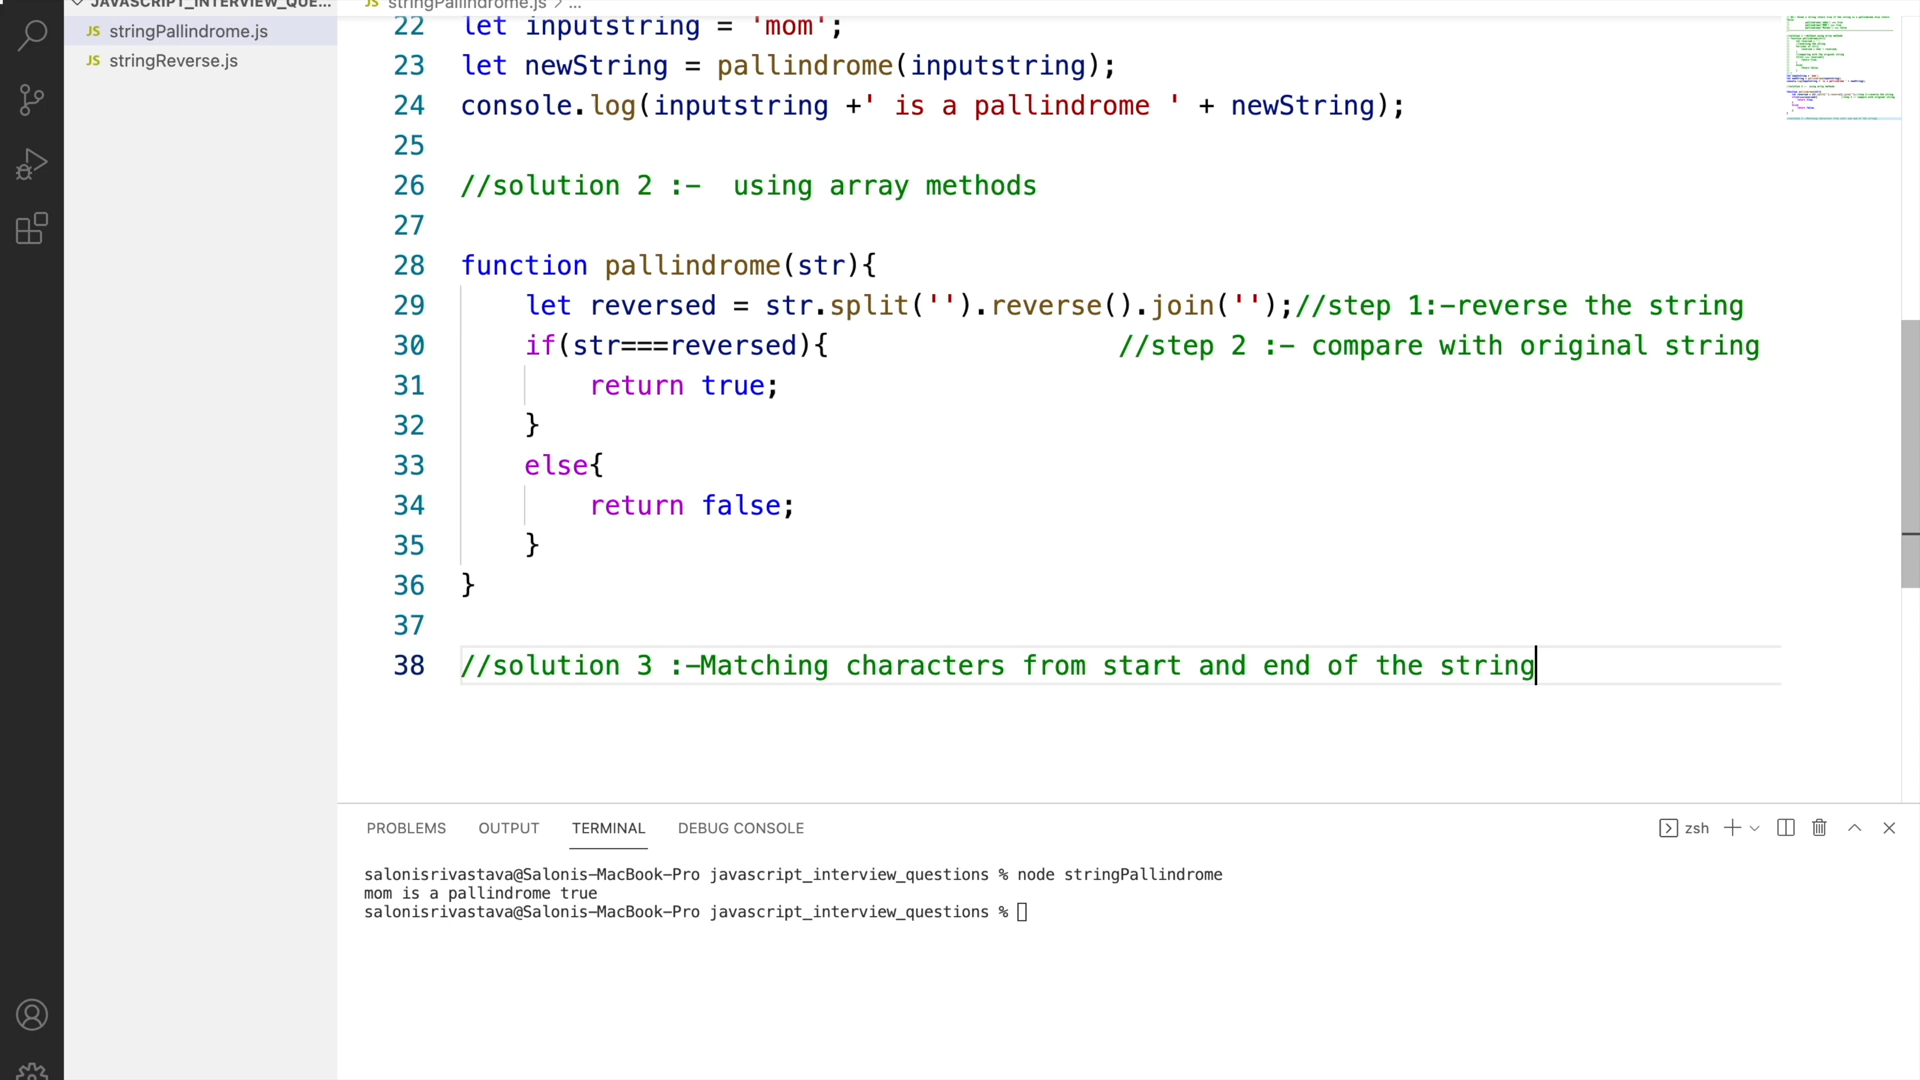 JAVASCRIPT_INTERVIEW_QUE...
JS stringPallindrome.js
JS stringReverse.js
JS stringPallindrome.js > ...
22 let inputstring = 'mom';
23 let newString = pallindrome(inputstring);
24 console.log(inputstring +' is a pallindrome ' + newString);
25
26 //solution 2 :-  using array methods
27
28 function pallindrome(str){
29     let reversed = str.split('').reverse().join('');//step 1:-reverse the string
30     if(str===reversed){                  //step 2 :- compare with original string
31         return true;
32     }
33     else{
34         return false;
35     }
36 }
37
38 //solution 3 :-Matching characters from start and end of the string
PROBLEMS OUTPUT TERMINAL DEBUG CONSOLE
zsh
salonisrivastava@Salonis-MacBook-Pro javascript_interview_questions % node stringPallindrome
mom is a pallindrome true
salonisrivastava@Salonis-MacBook-Pro javascript_interview_questions %